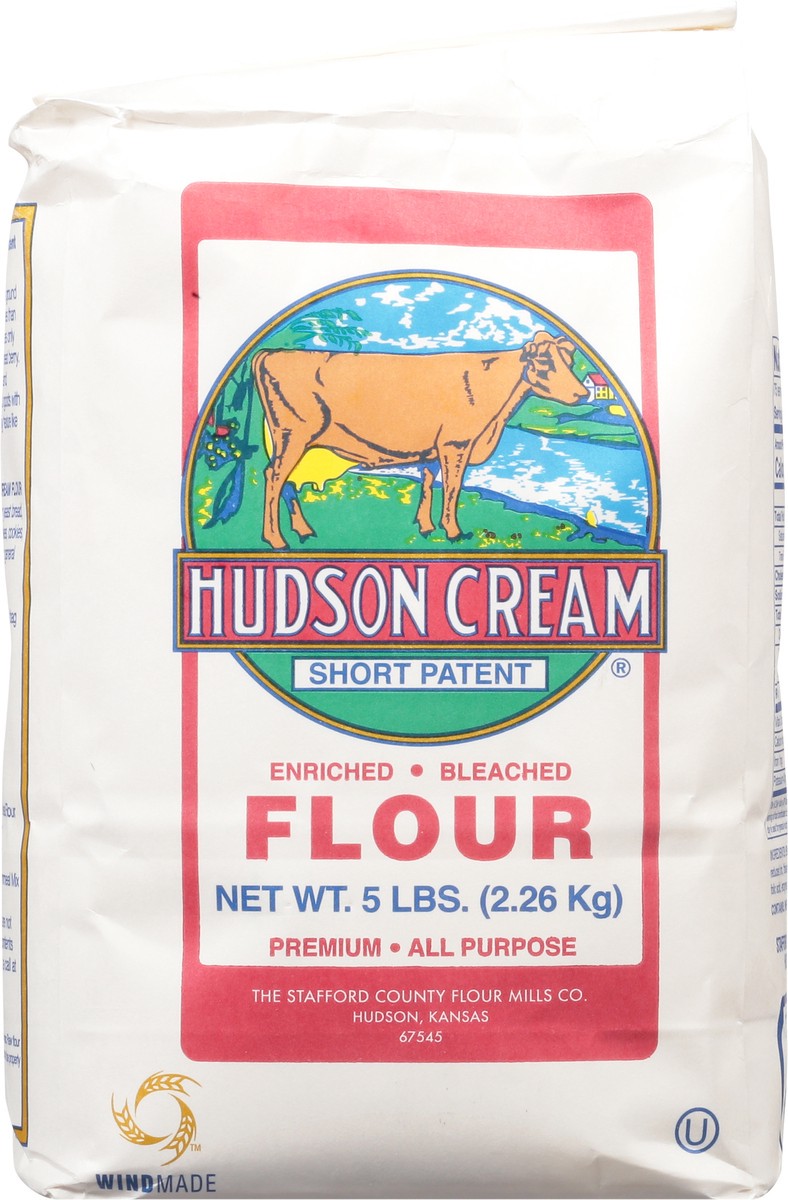 HUDSON CREAM
SHORT PATENT
®
ENRICHED • BLEACHED
FLOUR
NET WT. 5 LBS. (2.26 Kg)
PREMIUM • ALL PURPOSE
THE STAFFORD COUNTY FLOUR MILLS CO.
HUDSON, KANSAS
67545
TM
WINDMADE
U